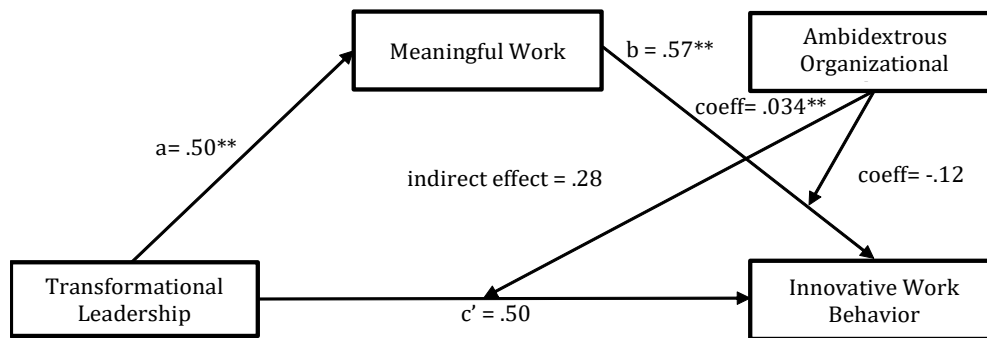 Meaningful Work
Ambidextrous
Organizational
b = .57**
coeff= .034**
a= .50**
indirect effect = .28
coeff= -.12
Transformational
Leadership
c’ = .50
Innovative Work
Behavior